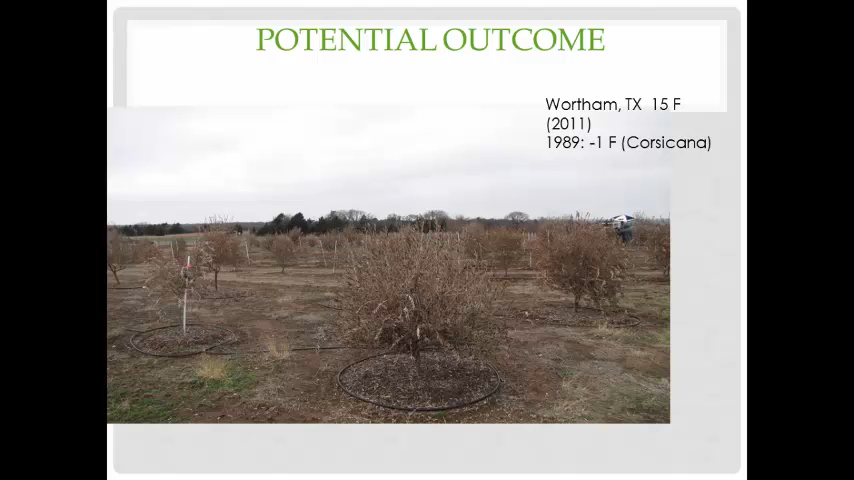 POTENTIAL OUTCOME
Wortham, TX 15 F
(2011)
1989: -1 F (Corsicana)